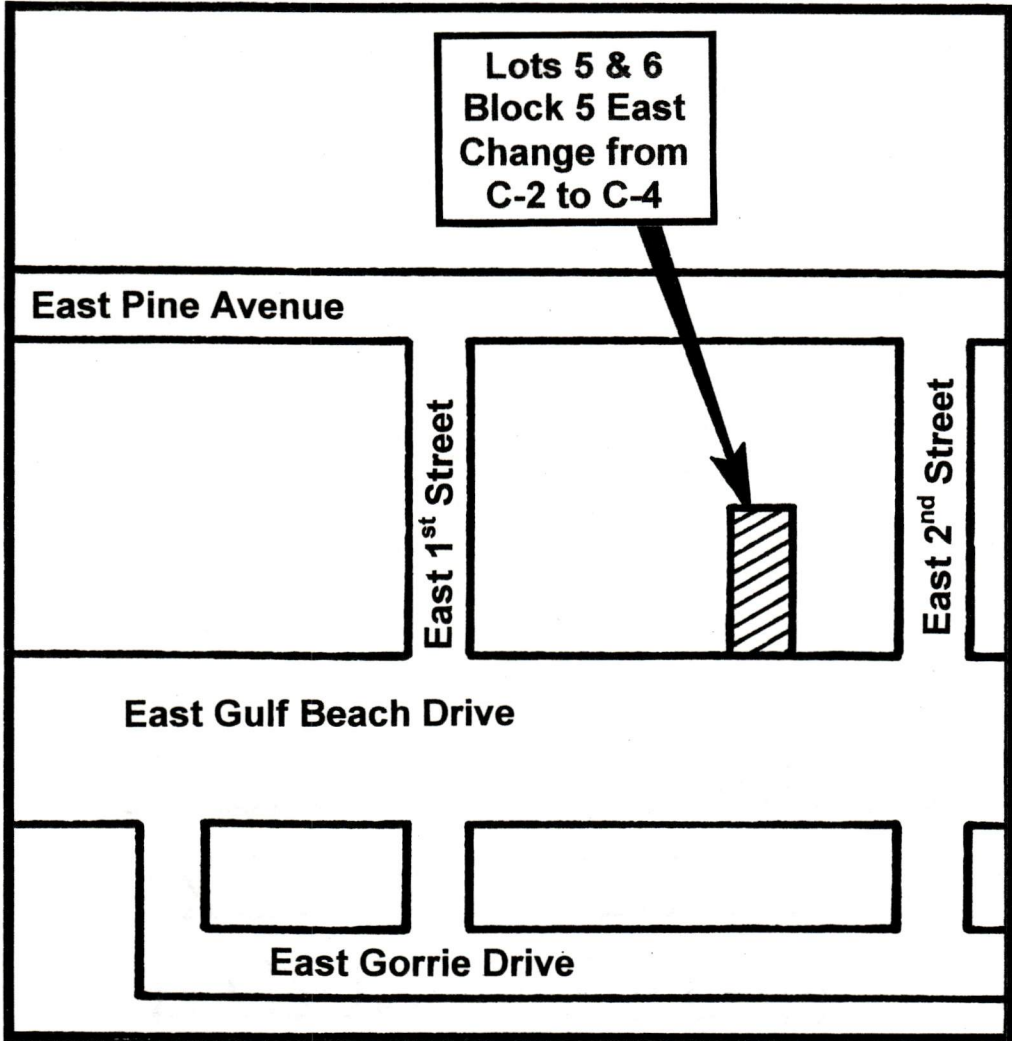 Lots 5 & 6
Block 5 East
Change from
C-2 to C-4
East Pine Avenue
East 1st Street
East 2nd Street
East Gulf Beach Drive
East Gorrie Drive